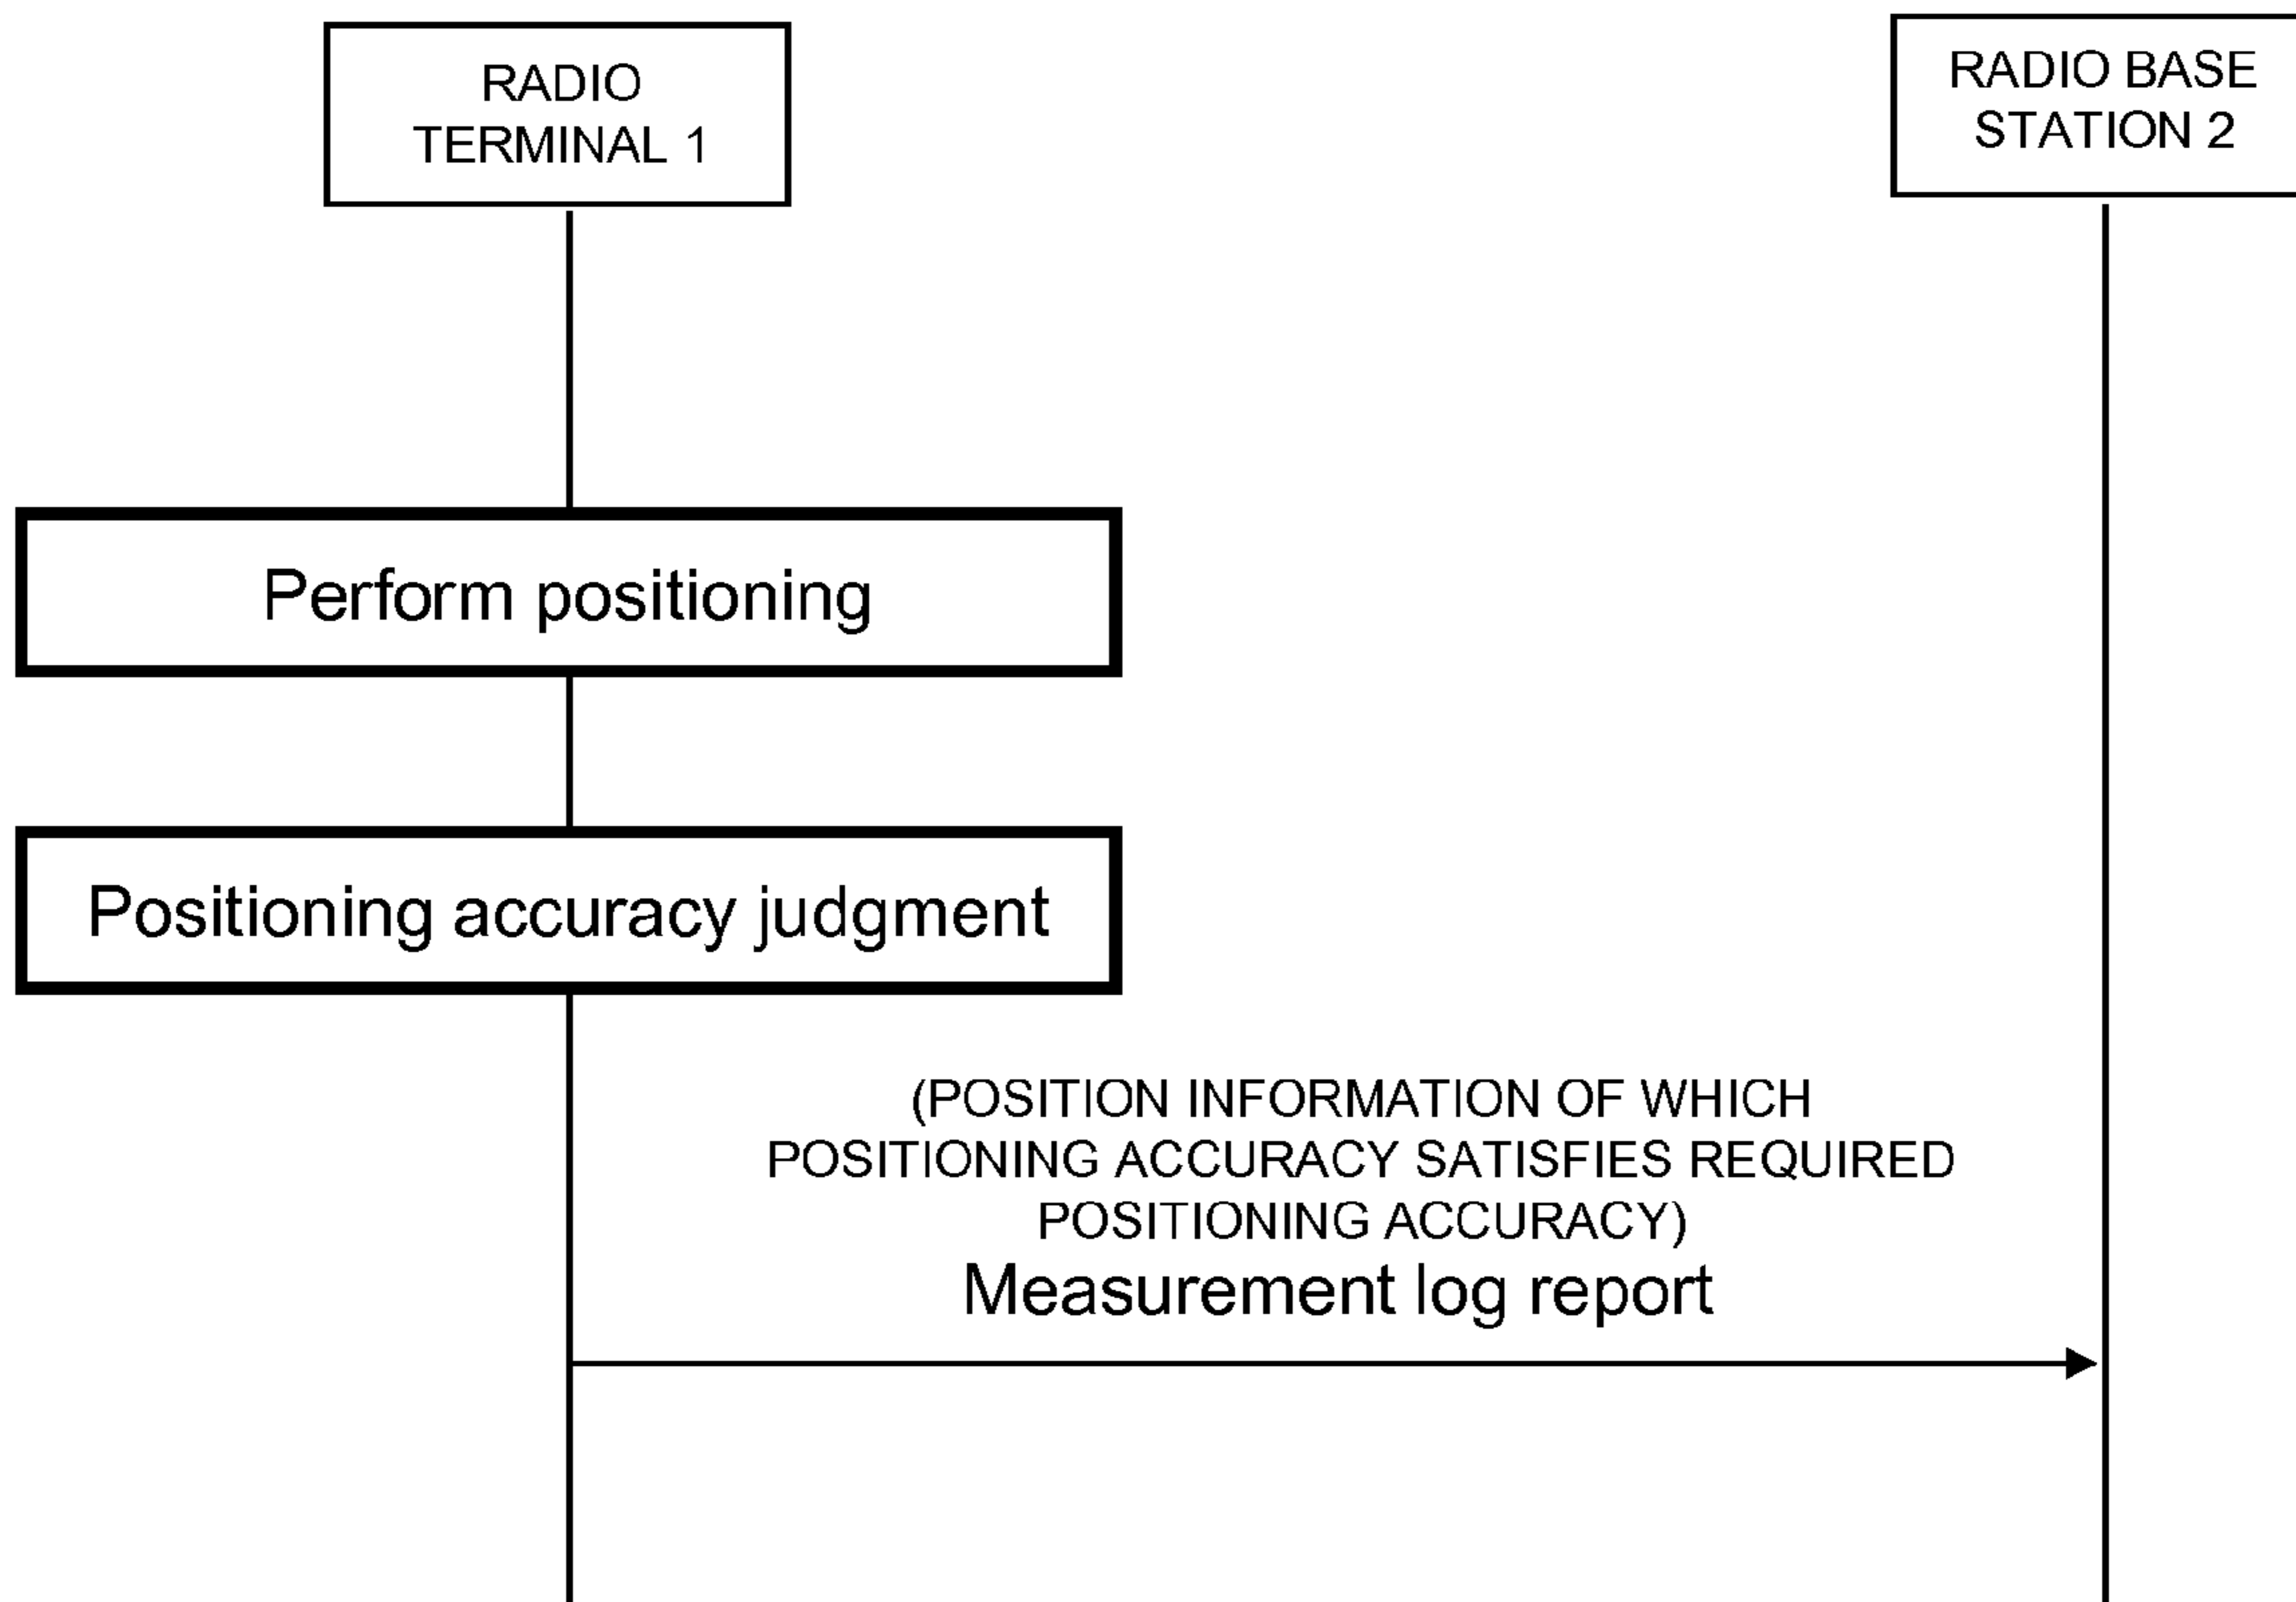 RADIO
TERMINAL 1
RADIO BASE
STATION 2
Perform positioning
Positioning accuracy judgment
(POSITION INFORMATION OF WHICH
POSITIONING ACCURACY SATISFIES REQUIRED
POSITIONING ACCURACY)
Measurement log report